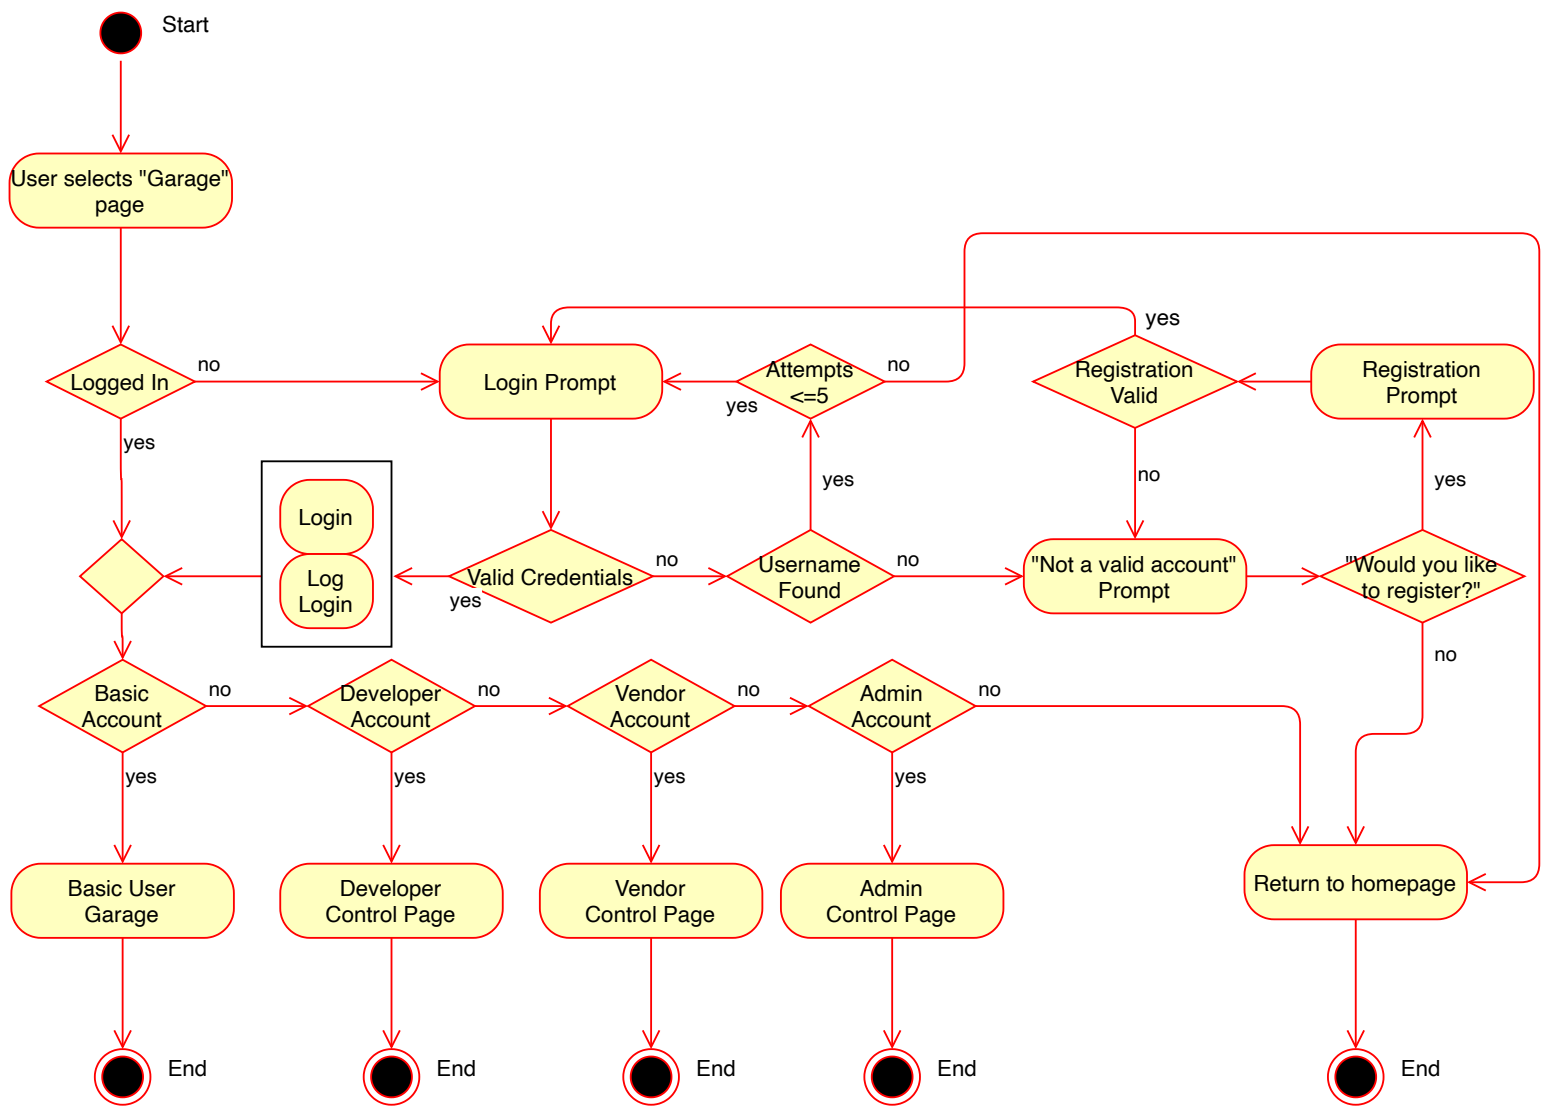 Start
User selects "Garage"
page
Logged In
no
yes
Login Prompt
Attempts
<=5
yes
no
Registration
Valid
yes
no
Registration
Prompt
Login
Log
Login
Valid Credentials
yes
no
Username
Found
yes
no
"Not a valid account"
Prompt
"Would you like
to register?"
yes
no
Basic
Account
no
yes
Developer
Account
no
yes
Vendor
Account
no
yes
Admin
Account
no
yes
Basic User
Garage
Developer
Control Page
Vendor
Control Page
Admin
Control Page
Return to homepage
End
End
End
End
End